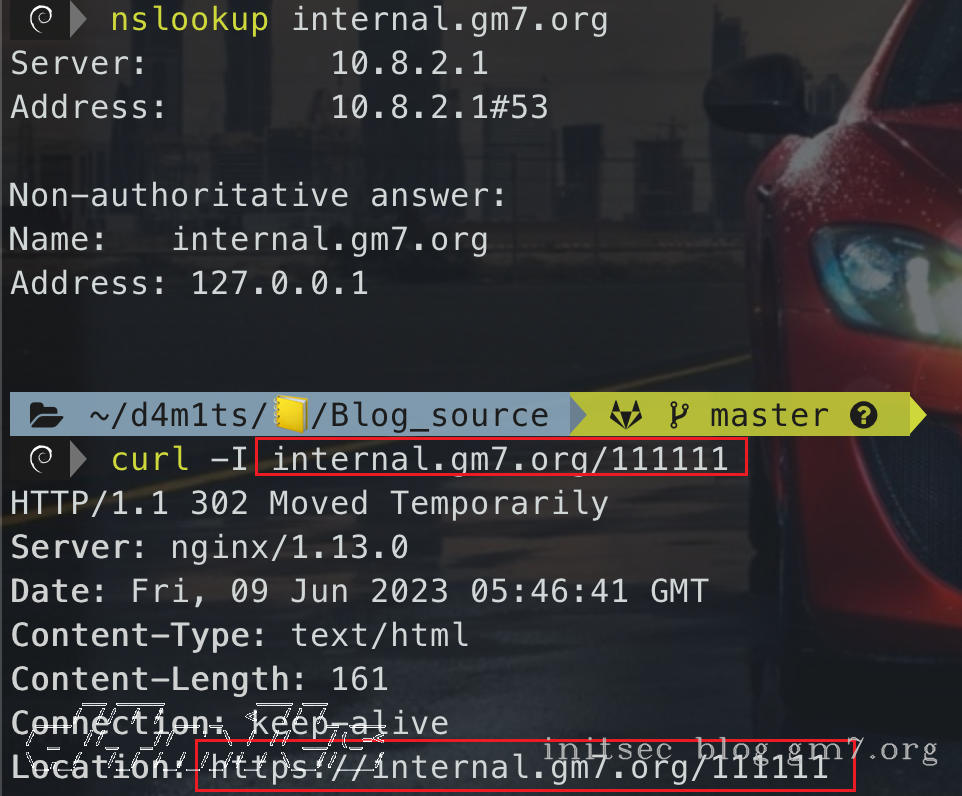 nslookup internal.gm7.org
Server: 10.8.2.1
Address: 10.8.2.1#53
Non-authoritative answer:
Name: internal.gm7.org
Address: 127.0.0.1
~/d4m1ts/📒/Blog_source master ?
curl -I internal.gm7.org/111111
HTTP/1.1 302 Moved Temporarily
Server: nginx/1.13.0
Date: Fri, 09 Jun 2023 05:46:41 GMT
Content-Type: text/html
Content-Length: 161
Connection: keep-alive
initsec blog.gm7.org
Location: https://internal.gm7.org/111111